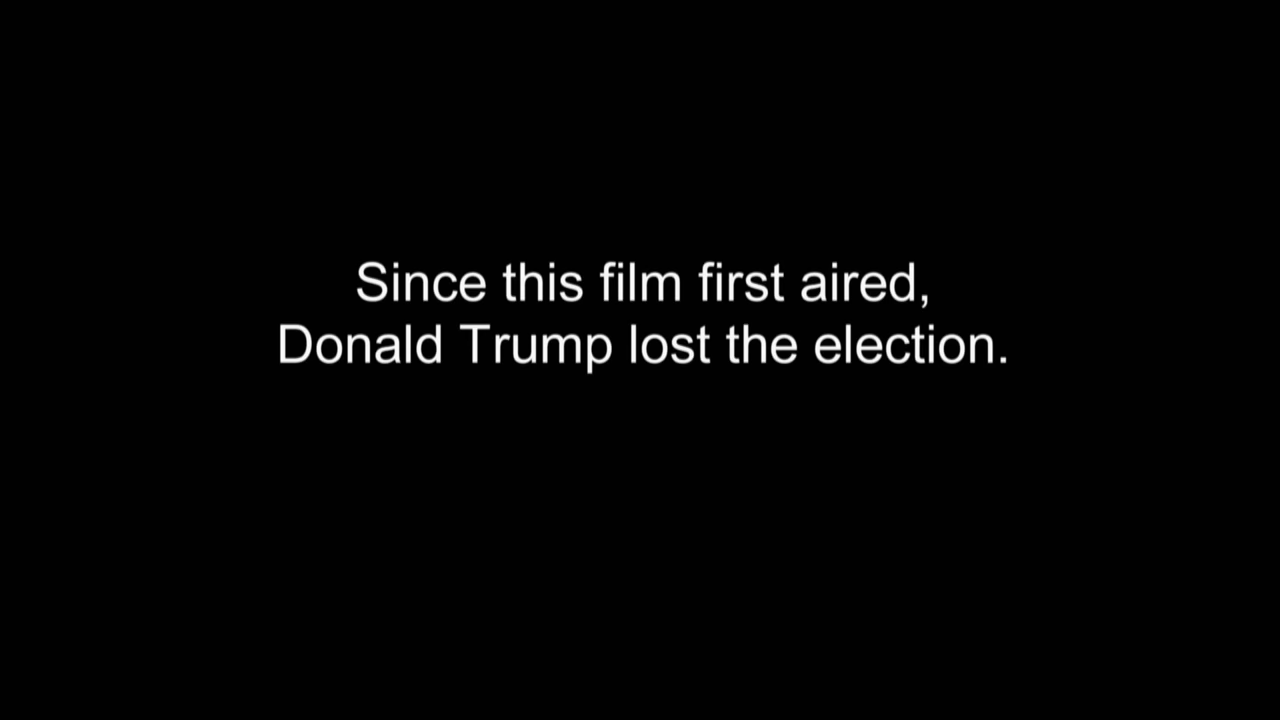 Since this film first aired,
Donald Trump lost the election.